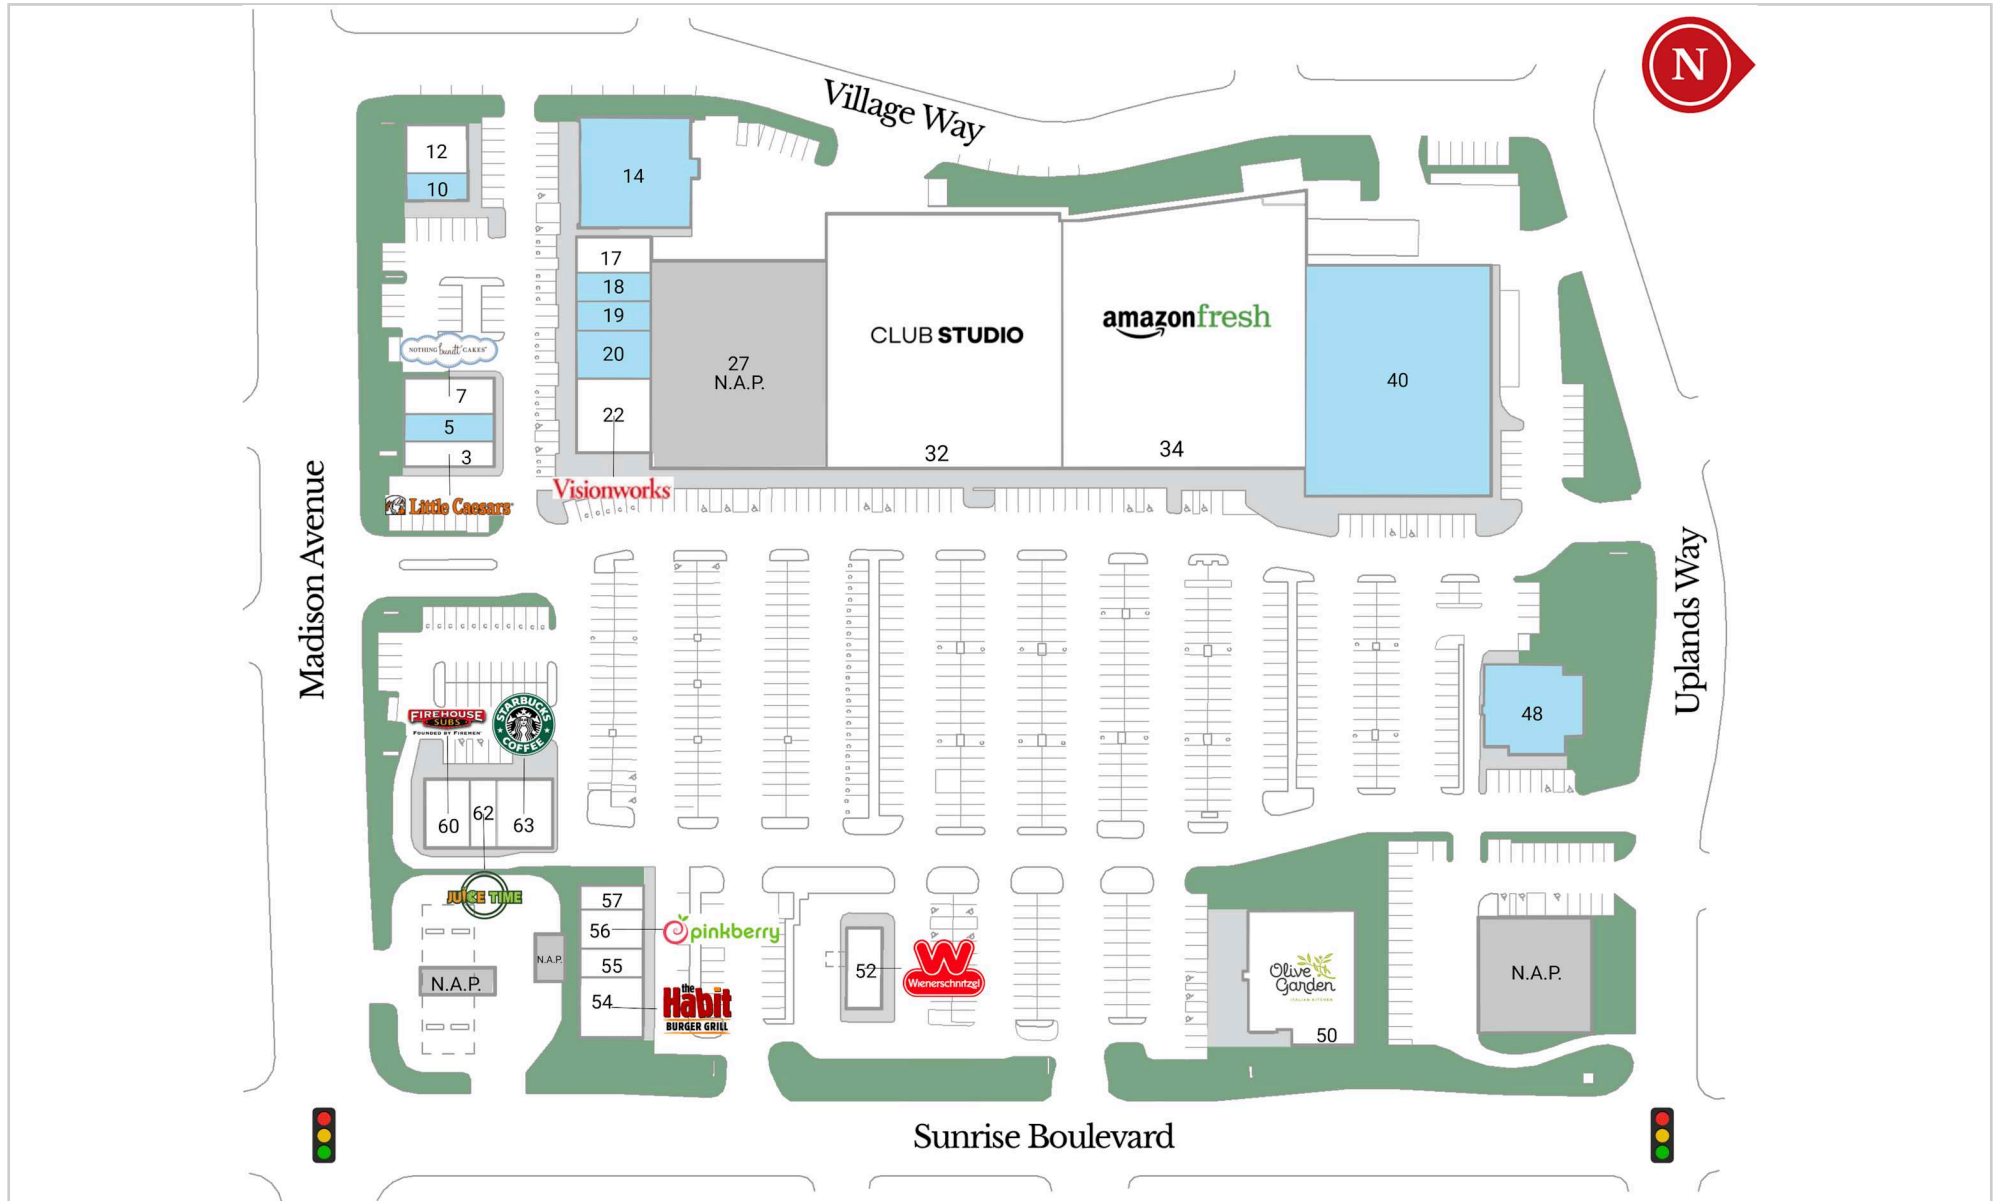 N
Village Way
12
10
14
17
18
19
20
22
Visionworks
27
N.A.P.
CLUB STUDIO
32
amazonfresh
34
40
NOTHING bundt CAKES
7
5
3
Little Caesars
Madison Avenue
Uplands Way
FIREHOUSE
SUBS
FOUNDED BY FIREMEN
STARBUCKS
COFFEE
60
62
63
JUICE TIME
48
57
56
pinkberry
55
54
the
Habit
BURGER GRILL
N.A.P.
N.A.P.
52
W
Wienerschnitzel
Olive
Garden
ITALIAN KITCHEN
50
N.A.P.
Sunrise Boulevard